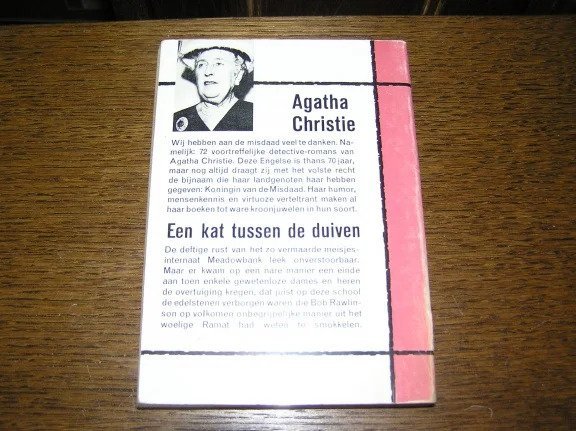 Agatha
Christie
Wij hebben aan de misdaad veel te danken. Na-
melijk: 72 voortreffelijke detective-romans van
Agatha Christie. Deze Engelse is thans 70 jaar,
maar nog altijd draagt zij met het volste recht
de bijnaam die haar landgenoten haar hebben
gegeven: Koningin van de Misdaad. Haar humor,
mensenkennis en virtuoze verteltrant maken al
haar boeken tot ware kroonjuwelen in hun soort.
Een kat tussen de duiven
De deftige rust van het zo vermaarde meisjes-
internaat Meadowbank leek onverstoorbaar.
Maar er kwam op een nare manier een einde
aan toen enkele gewetenloze dames en heren
de overtuiging kregen, dat juist op deze school
de edelstenen verborgen waren die Bob Rawlin-
son op volkomen onbegrijpelijke manier uit het
woelige Ramat had weten te smokkelen.